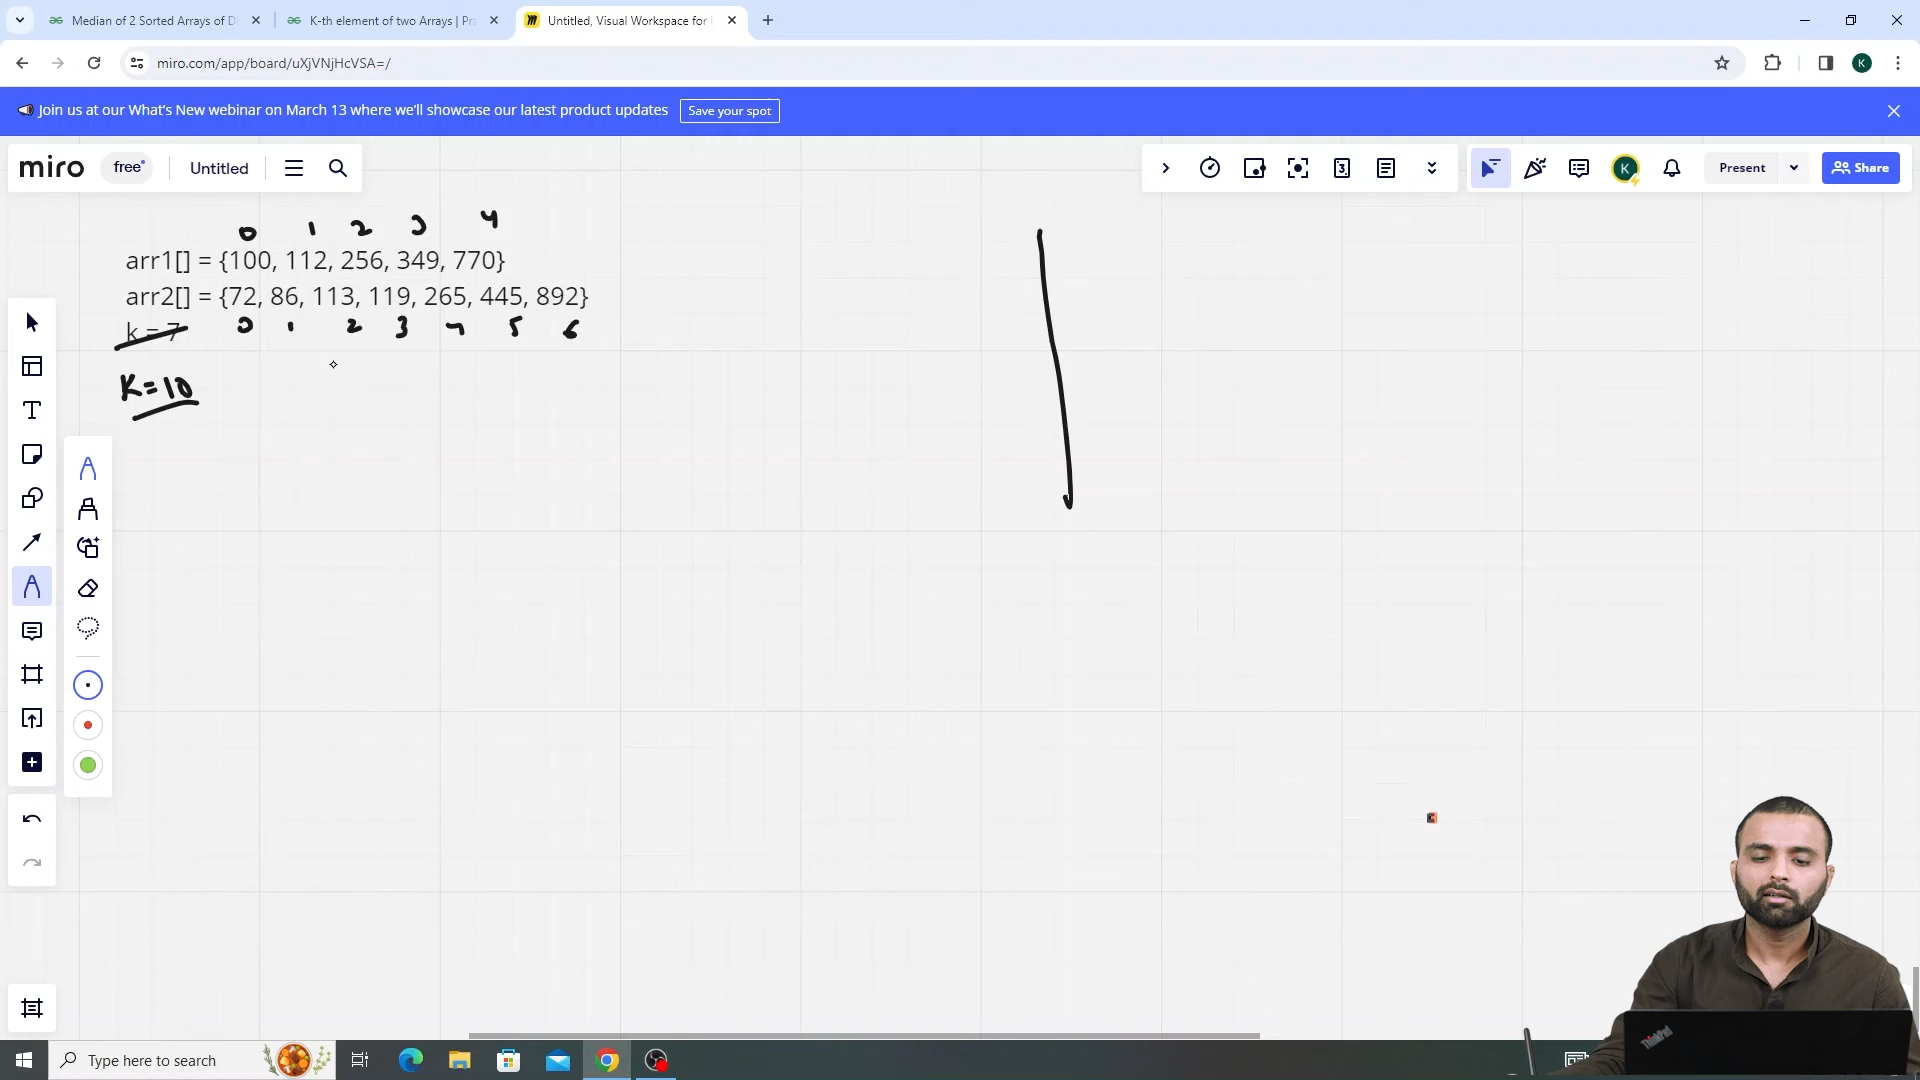 Median of 2 Sorted Arrays of D
K-th element of two Arrays | Pra
Untitled, Visual Workspace for I
miro.com/app/board/uXjVNjHcVSA=/
K
Join us at our What's New webinar on March 13 where we'll showcase our latest product updates
Save your spot
miro
free
Untitled
3
K
Present
Share
0 1 2 3 4
arr1[] = {100, 112, 256, 349, 770}
arr2[] = {72, 86, 113, 119, 265, 445, 892}
k = 7
0 1 2 3 4 5 6
K=10
T
Type here to search
ThinkPad